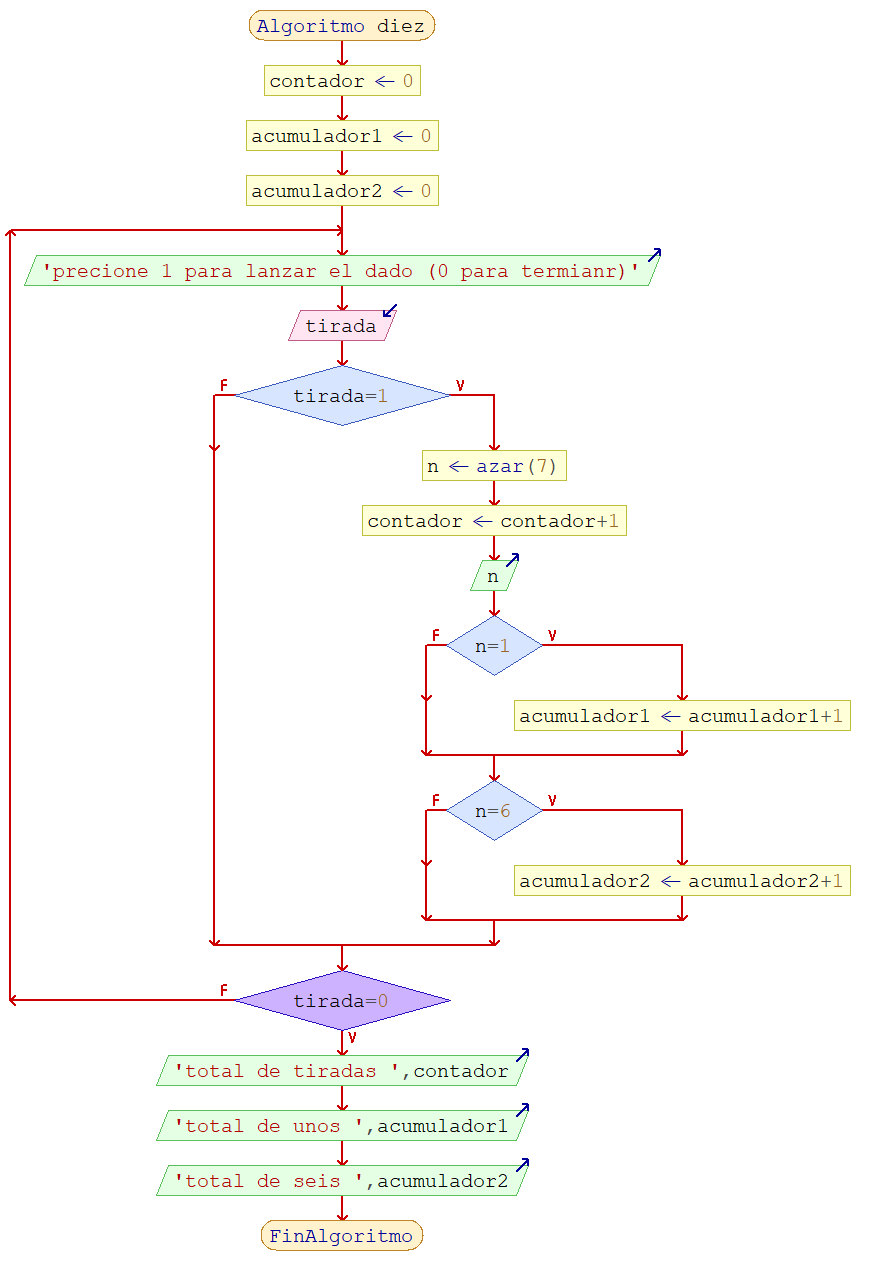 Algoritmo diez
contador ← 0
acumulador1 ← 0
acumulador2 ← 0
'precione 1 para lanzar el dado (0 para termianr)'
tirada
F
tirada=1
V
n ← azar(7)
contador ← contador+1
n
F
n=1
V
acumulador1 ← acumulador1+1
F
n=6
V
acumulador2 ← acumulador2+1
F
tirada=0
V
'total de tiradas ',contador
'total de unos ',acumulador1
'total de seis ',acumulador2
FinAlgoritmo